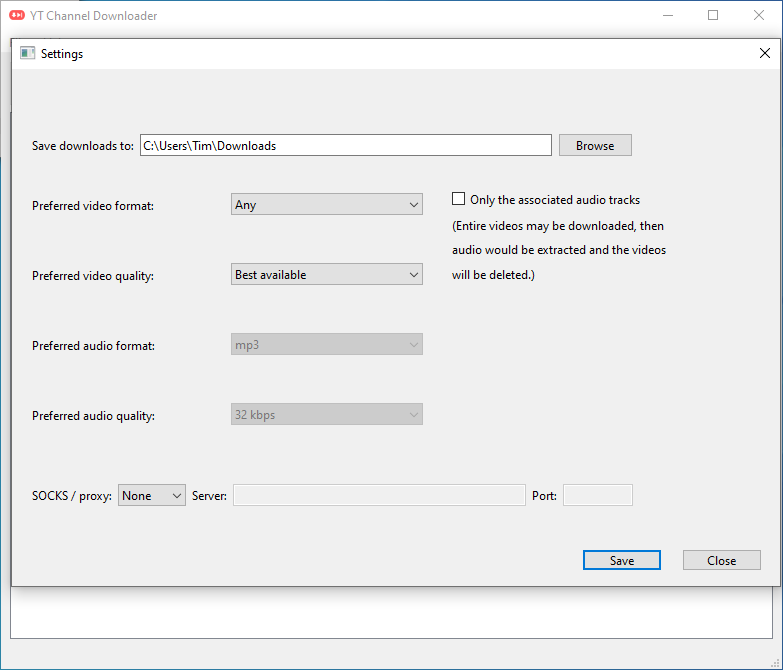 YT Channel Downloader
Settings
Save downloads to: C:\Users\Tim\Downloads Browse
Preferred video format: Any
Only the associated audio tracks
(Entire videos may be downloaded, then
audio would be extracted and the videos
will be deleted.)
Preferred video quality: Best available
Preferred audio format: mp3
Preferred audio quality: 32 kbps
SOCKS / proxy: None Server: Port:
Save Close